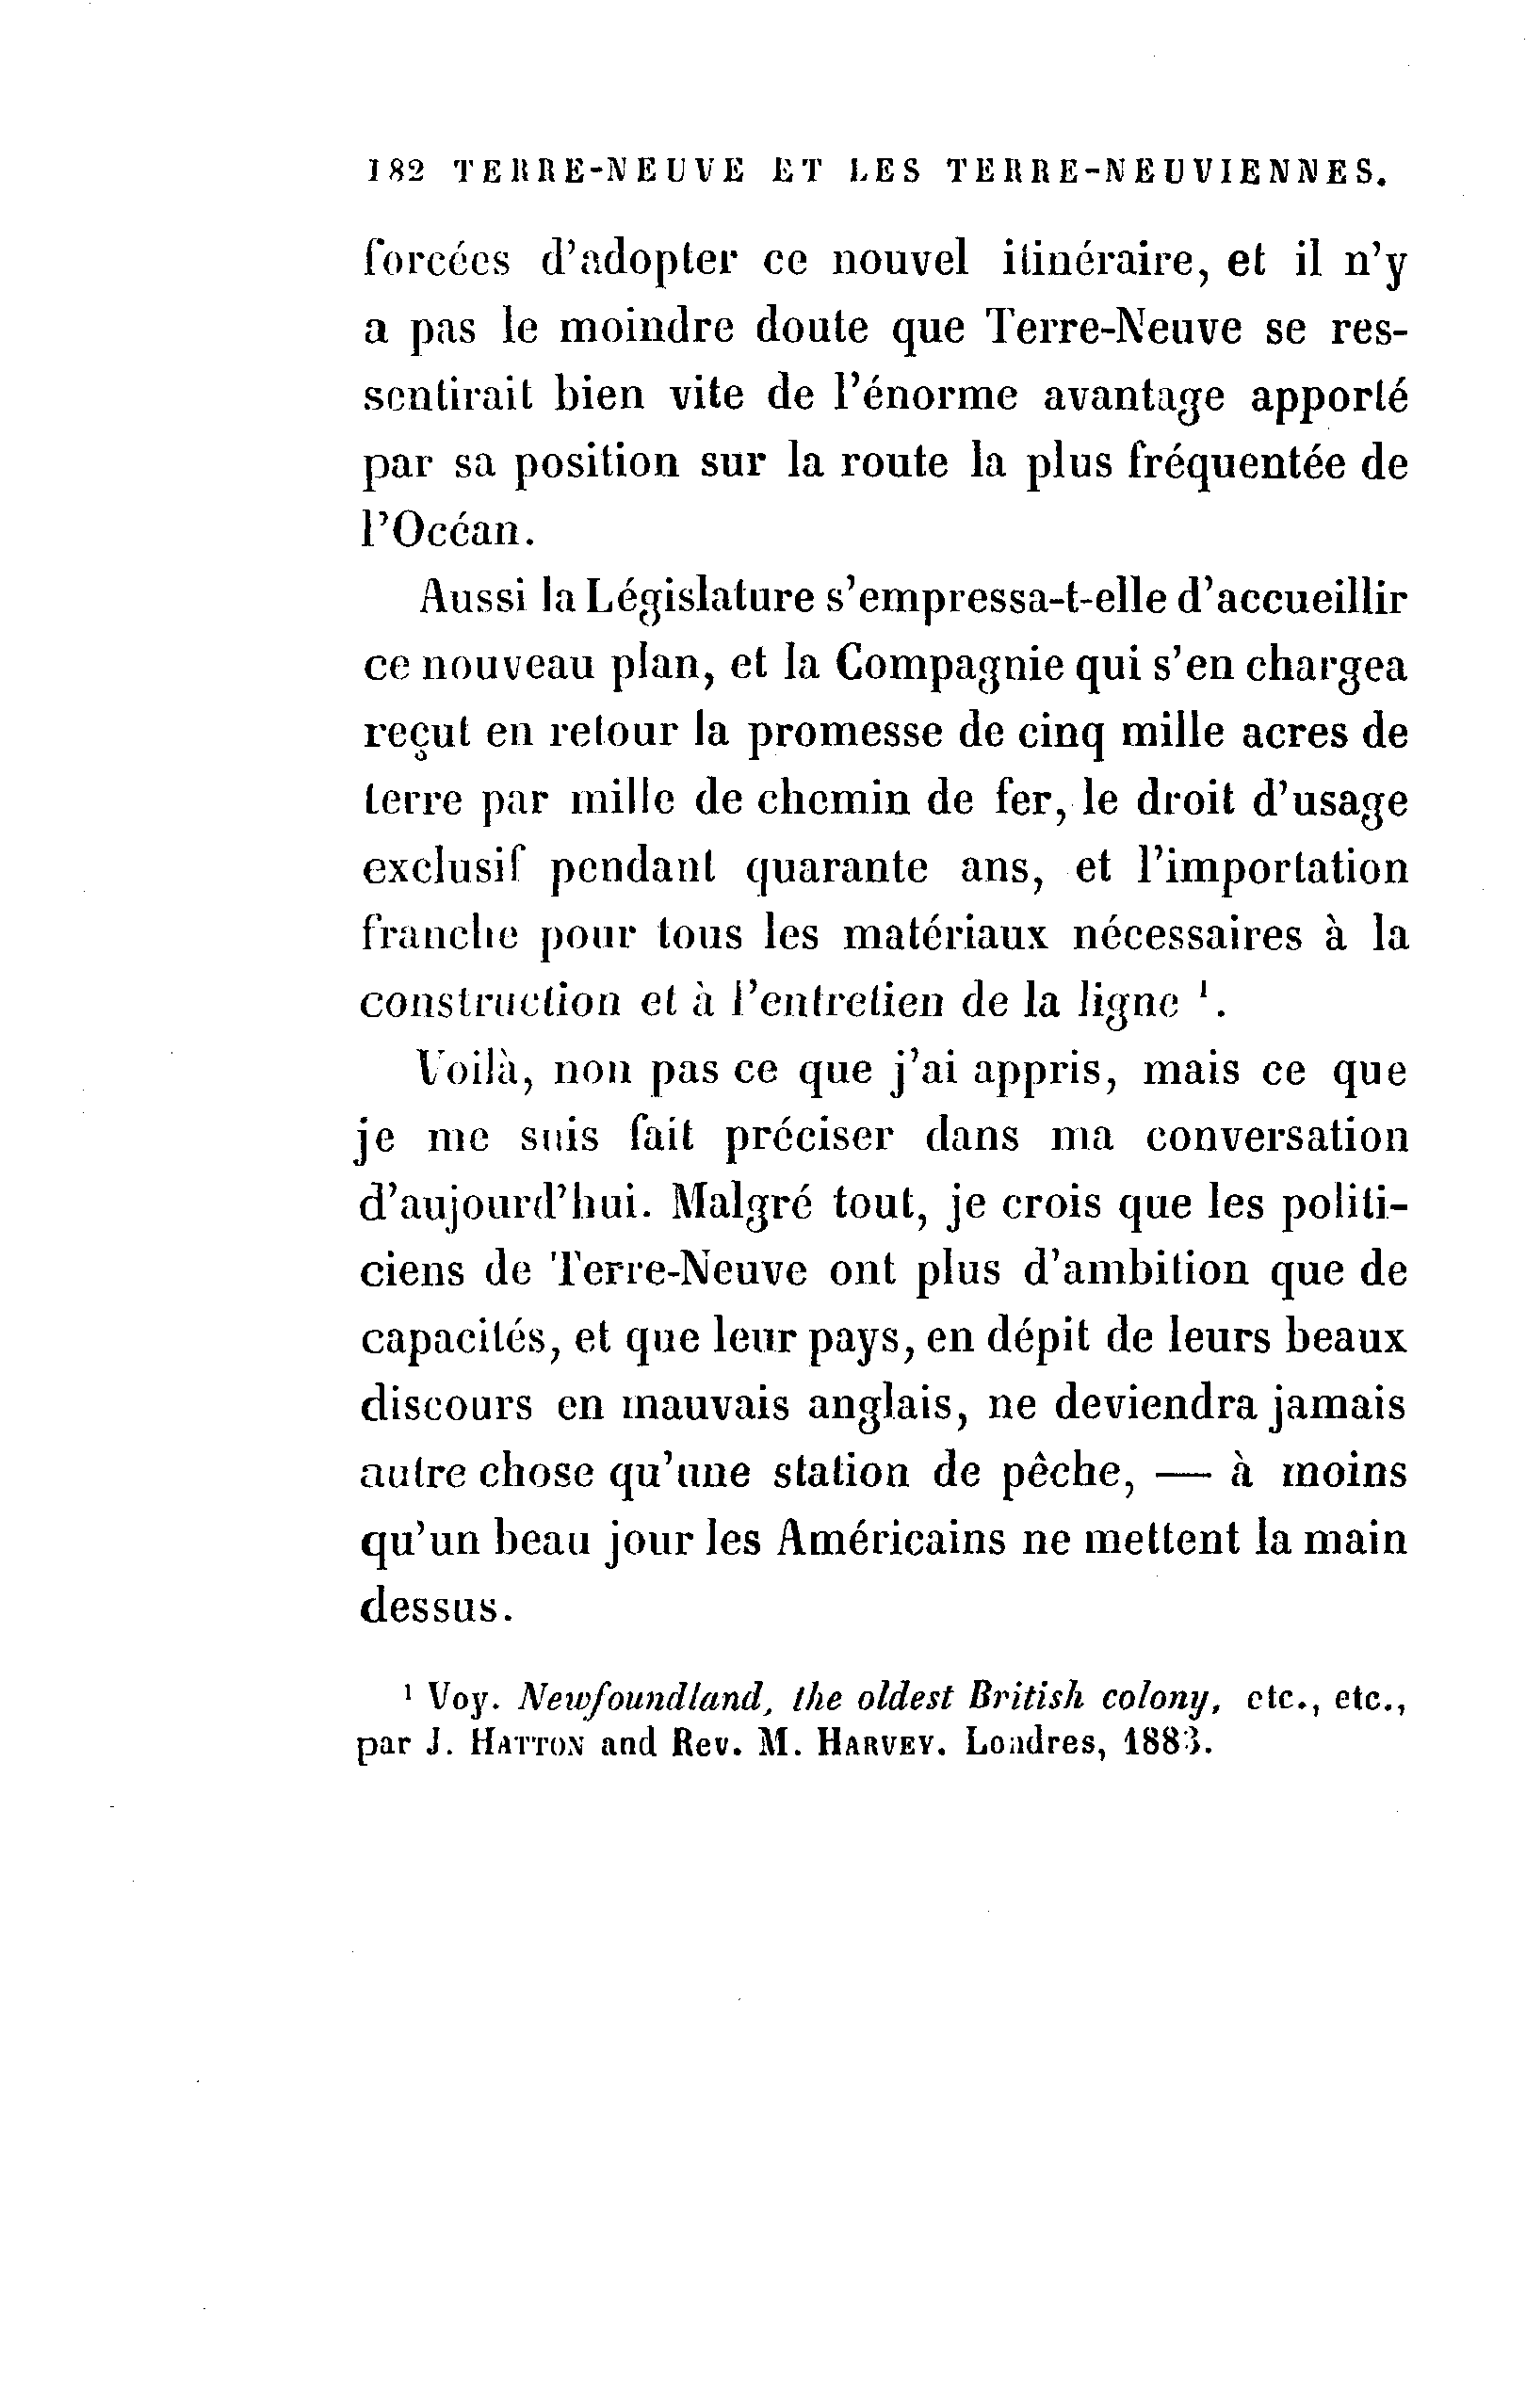 182 TERRE-NEUVE ET LES TERRE-NEUVIENNES.
forcées d'adopter ce nouvel itinéraire, et il n'y
a pas le moindre doute que Terre-Neuve se res-
sentirait bien vite de l'énorme avantage apporté
par sa position sur la route la plus fréquentée de
l'Océan.
Aussi la Législature s'empressa-t-elle d'accueillir
ce nouveau plan, et la Compagnie qui s'en chargea
reçut en retour la promesse de cinq mille acres de
terre par mille de chemin de fer, le droit d'usage
exclusif pendant quarante ans, et l'importation
franche pour tous les matériaux nécessaires à la
construction et à l'entretien de la ligne ¹.
Voilà, non pas ce que j'ai appris, mais ce que
je me suis fait préciser dans ma conversation
d'aujourd'hui. Malgré tout, je crois que les politi-
ciens de Terre-Neuve ont plus d'ambition que de
capacités, et que leur pays, en dépit de leurs beaux
discours en mauvais anglais, ne deviendra jamais
autre chose qu'une station de pêche, — à moins
qu'un beau jour les Américains ne mettent la main
dessus.
¹ Voy. Newfoundland, the oldest British colony, etc., etc.,
par J. HATTON and Rev. M. HARVEY. Londres, 1883.